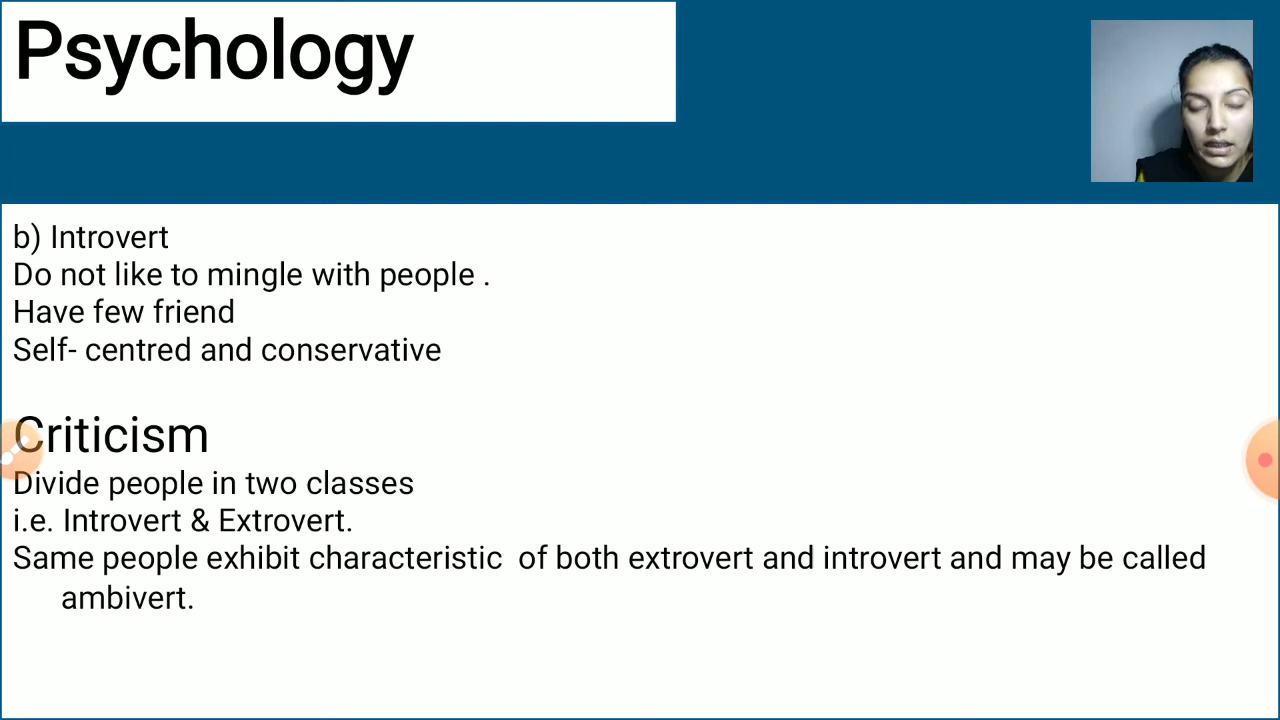 Psychology
b) Introvert
Do not like to mingle with people .
Have few friend
Self- centred and conservative
Criticism
Divide people in two classes
i.e. Introvert & Extrovert.
Same people exhibit characteristic of both extrovert and introvert and may be called
ambivert.